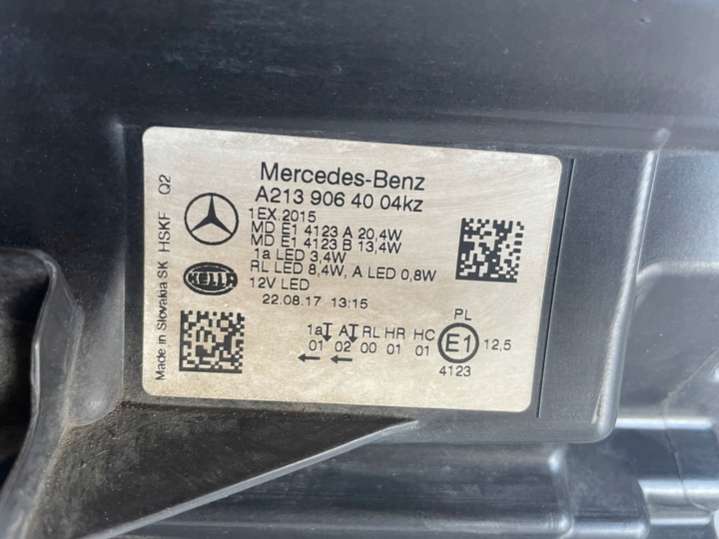 Mercedes-Benz
A213 906 40 04kz
1EX 2015
MD E1 4123 A 20,4W
MD E1 4123 B 13,4W
1a LED 3,4W
RL LED 8,4W, A LED 0,8W
12V LED
22.08.17 13:15
HELLA
Made in Slovakia SK HSKF Q2
1a A RL HR HC
01 02 00 01 01
PL
E1 12,5
4123